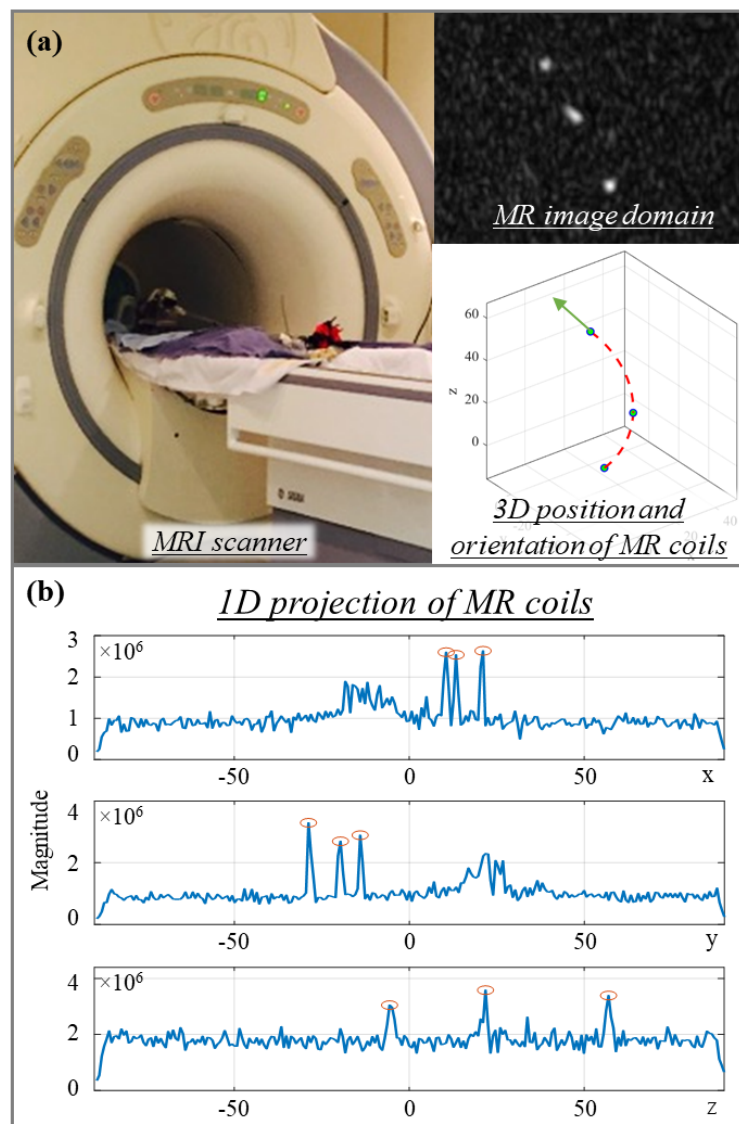 (a)
MR image domain
60
40
20
0
z
-20
20
40
3D position and
orientation of MR coils
MRI scanner
(b)
1D projection of MR coils
Magnitude
×10⁶
3
2
1
0
-50
0
50
x
×10⁶
4
2
0
-50
0
50
y
×10⁶
4
2
0
-50
0
50
z